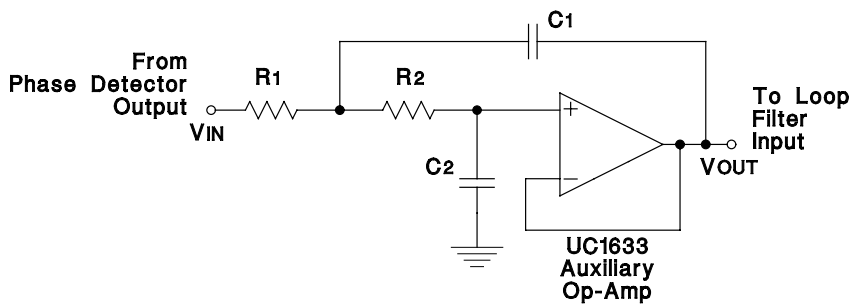 C1
From
Phase Detector
Output
R1
R2
VIN
+
To Loop
Filter
Input
C2
−
VOUT
UC1633
Auxiliary
Op-Amp